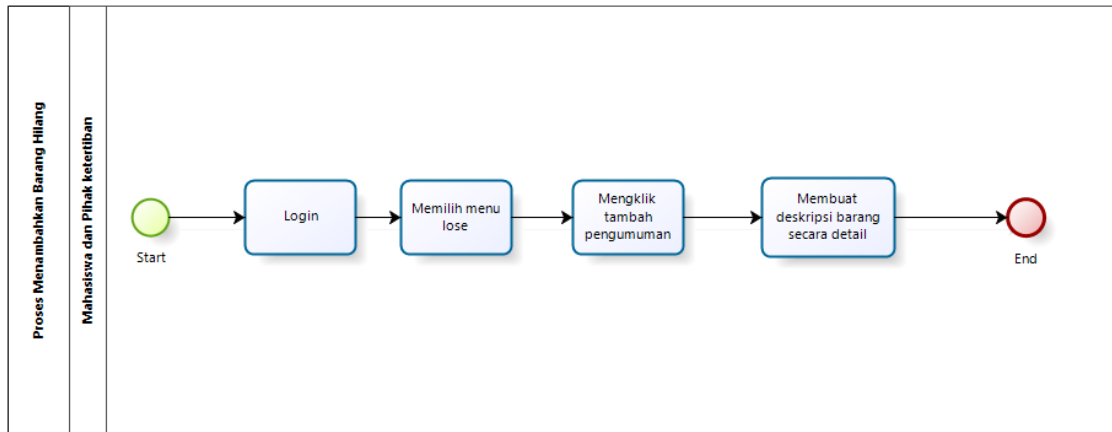 Proses Menambahkan Barang Hilang
Mahasiswa dan Pihak ketertiban
Start
Login
Memilih menu
lose
Mengklik
tambah
pengumuman
Membuat
deskripsi barang
secara detail
End